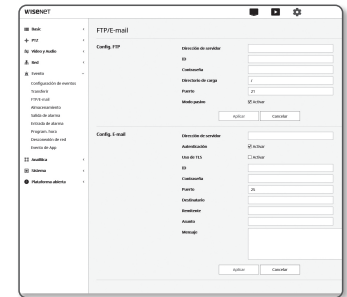 WISENET
Basic
PTZ
Vídeo y Audio
Red
Evento
Configuración de eventos
Transferir
FTP/E-mail
Almacenamiento
Salida de alarma
Entrada de alarma
Program. hora
Desconexión de red
Evento de App
Analítica
Sistema
Plataforma abierta
FTP/E-mail
Config. FTP
Dirección de servidor
ID
Contraseña
Directorio de carga /
Puerto 21
Modo pasivo Activar
Aplicar Cancelar
Config. E-mail
Dirección de servidor
Autenticación Activar
Uso de TLS Activar
ID
Contraseña
Puerto 25
Destinatario
Remitente
Asunto
Mensaje
Aplicar Cancelar